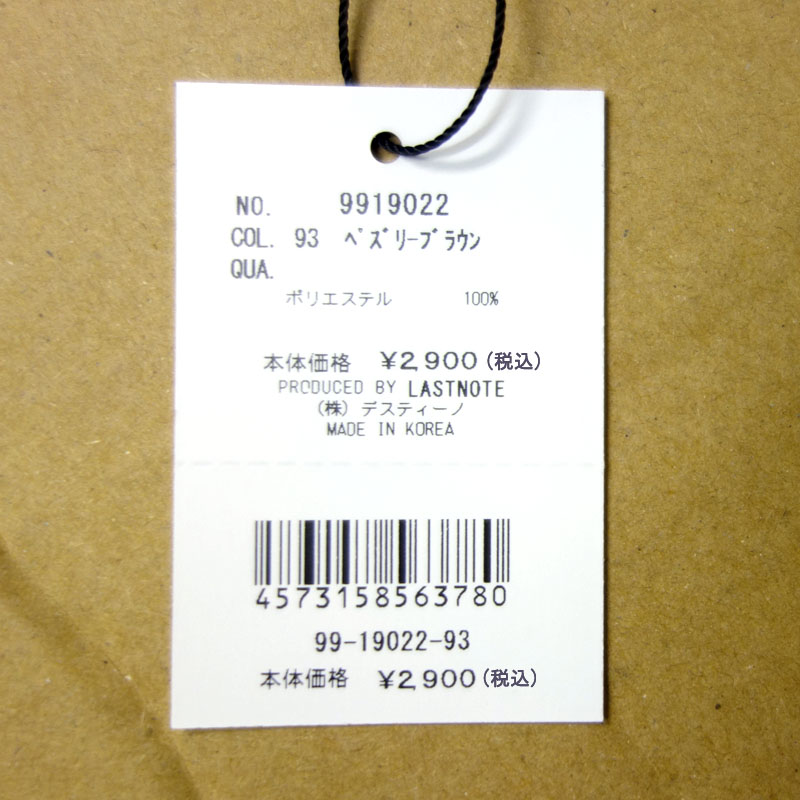 NO. 9919022
COL. 93 ﾍﾟｽﾞﾘｰﾌﾞﾗｳﾝ
QUA.
ポリエステル 100%
本体価格 ¥2,900(税込)
PRODUCED BY LASTNOTE
(株) デスティーノ
MADE IN KOREA
4573158563780
99-19022-93
本体価格 ¥2,900(税込)